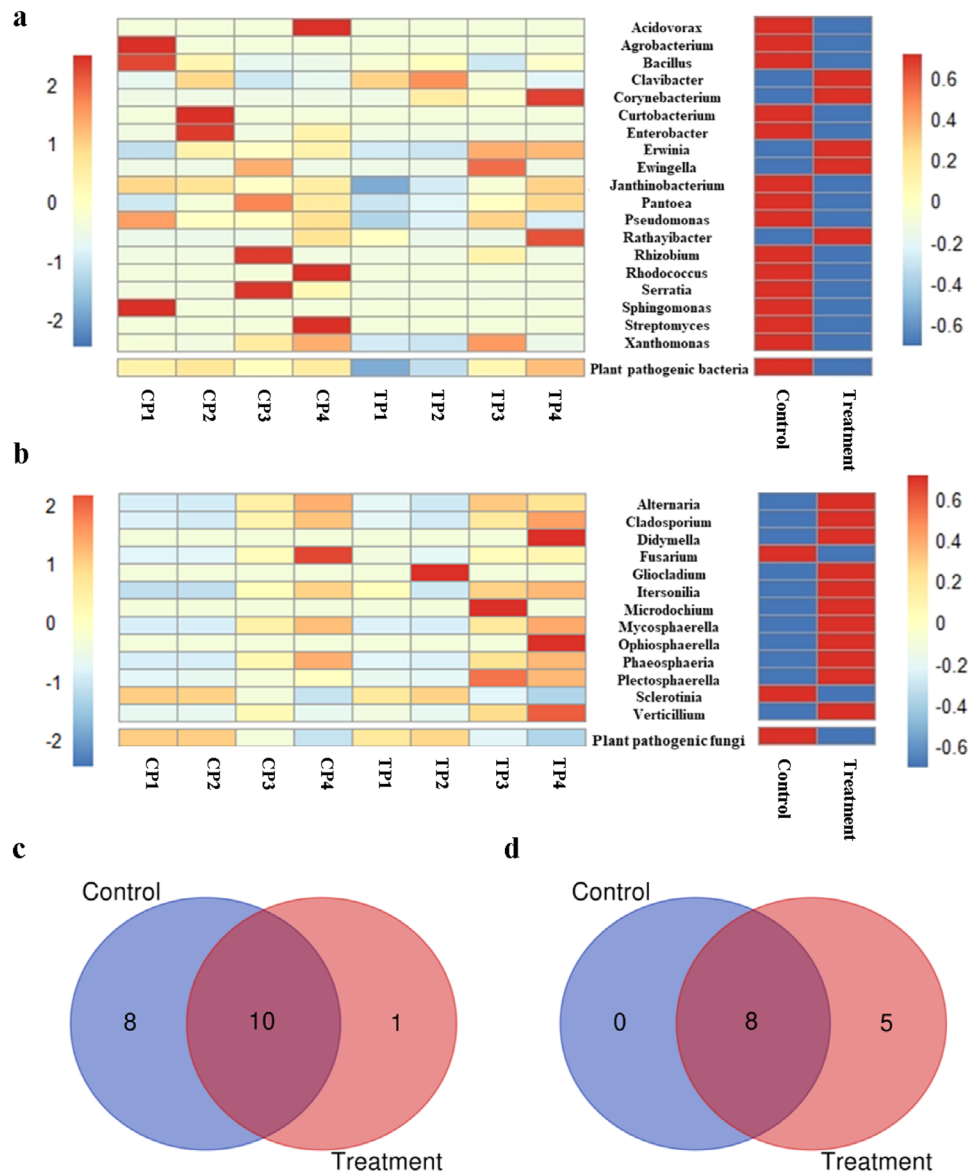 a
2
1
0
-1
-2
Acidovorax
Agrobacterium
Bacillus
Clavibacter
Corynebacterium
Curtobacterium
Enterobacter
Erwinia
Ewingella
Janthinobacterium
Pantoea
Pseudomonas
Rathayibacter
Rhizobium
Rhodococcus
Serratia
Sphingomonas
Streptomyces
Xanthomonas
Plant pathogenic bacteria
0.6
0.4
0.2
0
-0.2
-0.4
-0.6
CP1 CP2 CP3 CP4 TP1 TP2 TP3 TP4
Control Treatment
b
2
1
0
-1
-2
Alternaria
Cladosporium
Didymella
Fusarium
Gliocladium
Itersonilia
Microdochium
Mycosphaerella
Ophiosphaerella
Phaeosphaeria
Plectosphaerella
Sclerotinia
Verticillium
Plant pathogenic fungi
0.6
0.4
0.2
0
-0.2
-0.4
-0.6
CP1 CP2 CP3 CP4 TP1 TP2 TP3 TP4
Control Treatment
c
Control
8 10 1
Treatment
d
Control
0 8 5
Treatment